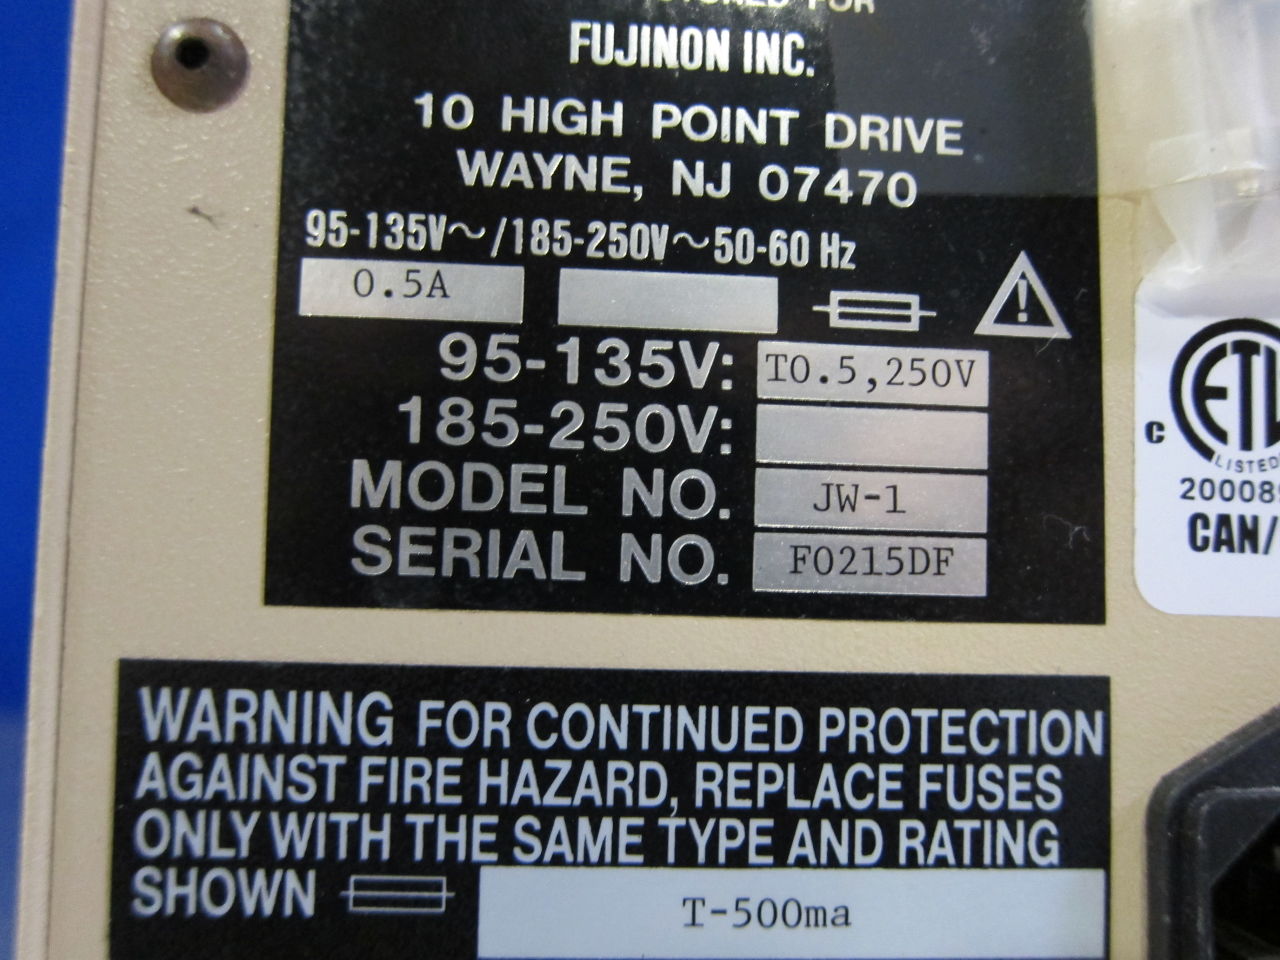 FOR
FUJINON INC.
10 HIGH POINT DRIVE
WAYNE, NJ 07470
95-135V~/185-250V~50-60 Hz
0.5A
95-135V: T0.5,250V
185-250V:
MODEL NO. JW-1
SERIAL NO. F0215DF
ETL
C
LISTED
CAN/
WARNING FOR CONTINUED PROTECTION
AGAINST FIRE HAZARD, REPLACE FUSES
ONLY WITH THE SAME TYPE AND RATING
SHOWN T-500ma